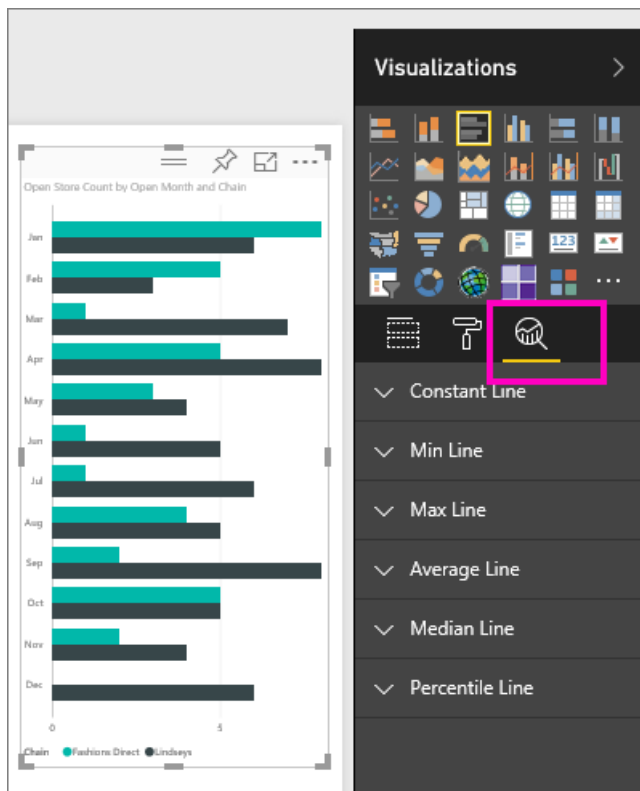 Visualizations
Open Store Count by Open Month and Chain
Jan
Feb
Mar
Apr
May
Jun
Jul
Aug
Sep
Oct
Nov
Dec
0 5
Chain Fashions Direct Lindseys
123
Constant Line
Min Line
Max Line
Average Line
Median Line
Percentile Line